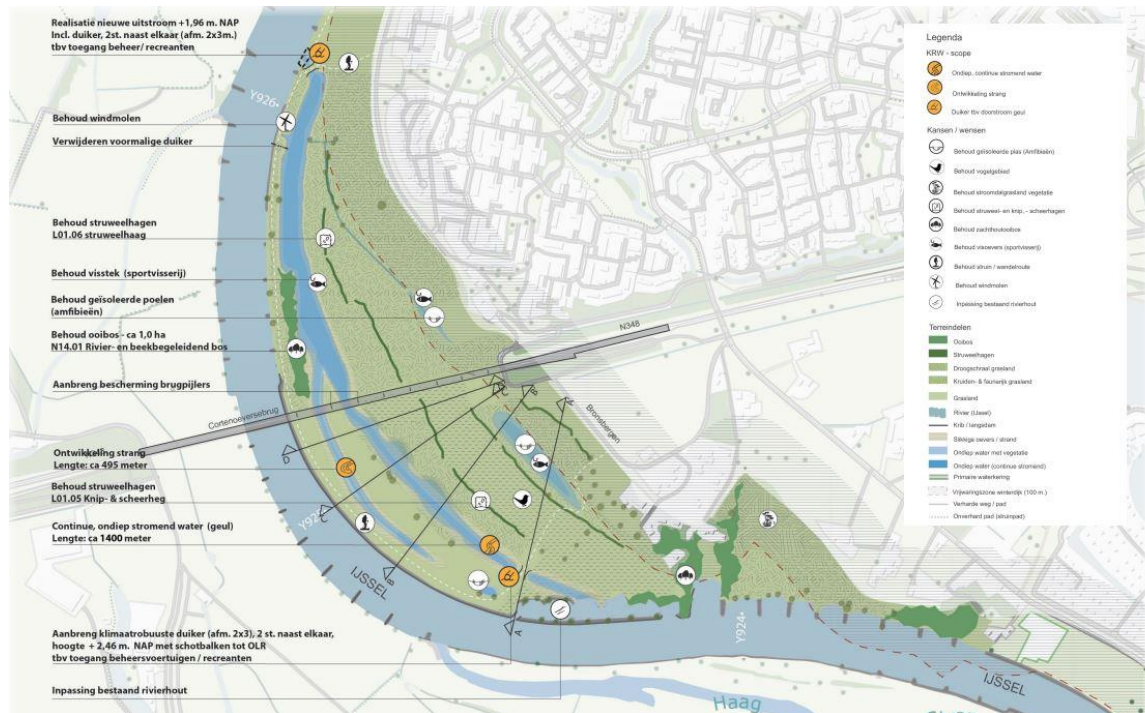 Realisatie nieuwe uitstroom +1,96 m. NAP
Incl. duiker, 2st. naast elkaar (afm. 2x3m.)
tbv toegang beheer/ recreanten
Behoud windmolen
Verwijderen voormalige duiker
Behoud struweelhagen
L01.06 struweelhaag
Behoud visstek (sportvisserij)
Behoud geïsoleerde poelen
(amfibieën)
Behoud ooibos - ca 1,0 ha
N14.01 Rivier- en beekbegeleidend bos
Aanbreng bescherming brugpijlers
Ontwikkeling strang
Lengte: ca 495 meter
Behoud struweelhagen
L01.05 Knip- & scheerheg
Continue, ondiep stromend water (geul)
Lengte: ca 1400 meter
Aanbreng klimaatrobuuste duiker (afm. 2x3), 2 st. naast elkaar,
hoogte + 2,46 m. NAP met schotbalken tot OLR
tbv toegang beheersvoertuigen / recreanten
Inpassing bestaand rivierhout
Y926
N348
Cortenoeversebrug
Bronsbergen
D
C
B
A
IJSSEL
Y924
IJSSEL
Haag
Legenda
KRW - scope
Ondiep, continue stromend water
Ontwikkeling strang
Duiker tbv doorstroom geul
Kansen / wensen
Behoud geïsoleerde plas (Amfibieën)
Behoud vogelgebied
Behoud stroomdalgrasland vegetatie
Behoud struweel- en knip, - scheerhagen
Behoud zachthoutooibos
Behoud visoevers (sportvisserij)
Behoud struin / wandelroute
Behoud windmolen
Inpassing bestaand rivierhout
Terreindelen
Ooibos
Struweelhagen
Droogschraal grasland
Kruiden- & faunarijk grasland
Grasland
Rivier (IJssel)
Krib / langsdam
Slikkige oevers / strand
Ondiep water met vegetatie
Ondiep water (continue stromend)
Primaire waterkering
Vrijwaringszone winterdijk (100 m.)
Verharde weg / pad
Onverhard pad (struinpad)